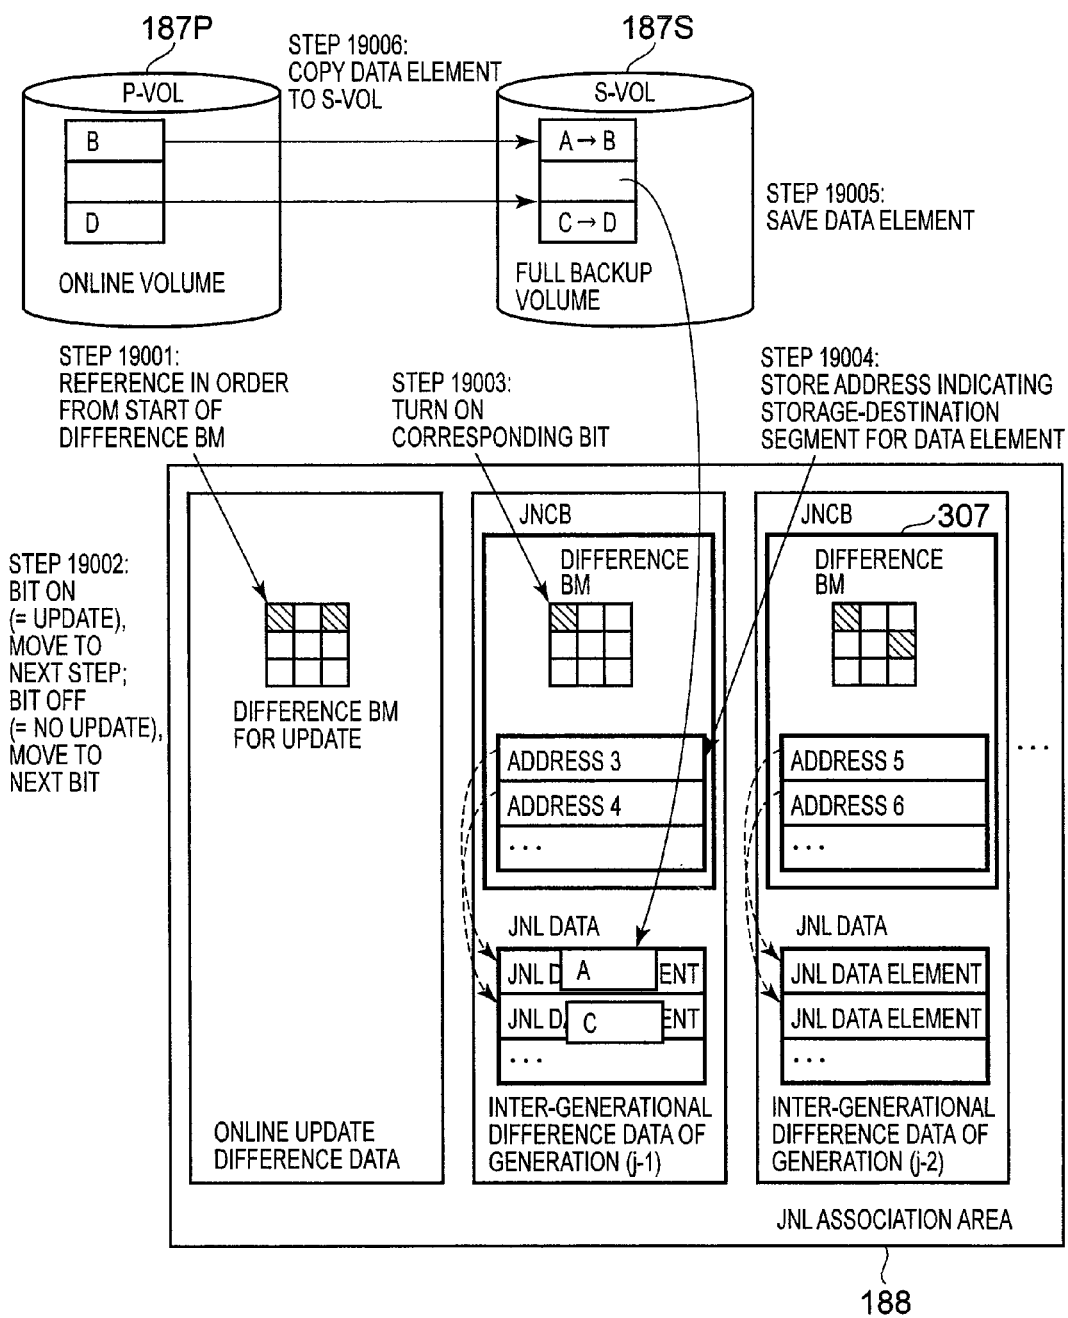 187P
187S
STEP 19006:
COPY DATA ELEMENT
TO S-VOL
P-VOL
S-VOL
B
D
A→B
C→D
ONLINE VOLUME
FULL BACKUP
VOLUME
STEP 19005:
SAVE DATA ELEMENT
STEP 19001:
REFERENCE IN ORDER
FROM START OF
DIFFERENCE BM
STEP 19003:
TURN ON
CORRESPONDING BIT
STEP 19004:
STORE ADDRESS INDICATING
STORAGE-DESTINATION
SEGMENT FOR DATA ELEMENT
STEP 19002:
BIT ON
(= UPDATE),
MOVE TO
NEXT STEP;
BIT OFF
(= NO UPDATE),
MOVE TO
NEXT BIT
DIFFERENCE BM
FOR UPDATE
ONLINE UPDATE
DIFFERENCE DATA
JNCB
DIFFERENCE
BM
ADDRESS 3
ADDRESS 4
...
JNL DATA
JNL D A ENT
JNL DA C ENT
...
INTER-GENERATIONAL
DIFFERENCE DATA OF
GENERATION (j-1)
JNCB
307
DIFFERENCE
BM
ADDRESS 5
ADDRESS 6
...
JNL DATA
JNL DATA ELEMENT
JNL DATA ELEMENT
...
INTER-GENERATIONAL
DIFFERENCE DATA OF
GENERATION (j-2)
...
JNL ASSOCIATION AREA
188